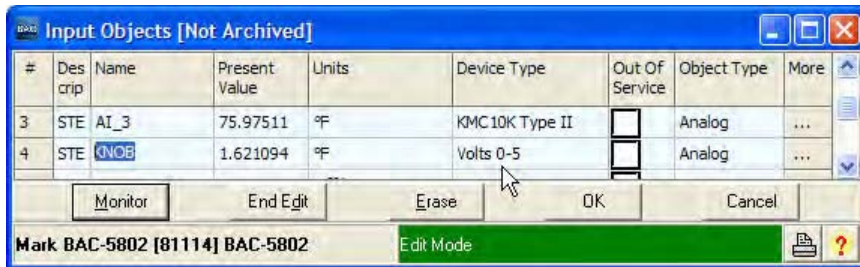 BAC Input Objects [Not Archived]
# Des crip Name Present Value Units Device Type Out Of Service Object Type More
3 STE AI_3 75.97511 °F KMC10K Type II Analog ...
4 STE KNOB 1.621094 °F Volts 0-5 Analog ...
Monitor End Edit Erase OK Cancel
Mark BAC-5802 [81114] BAC-5802 Edit Mode ?